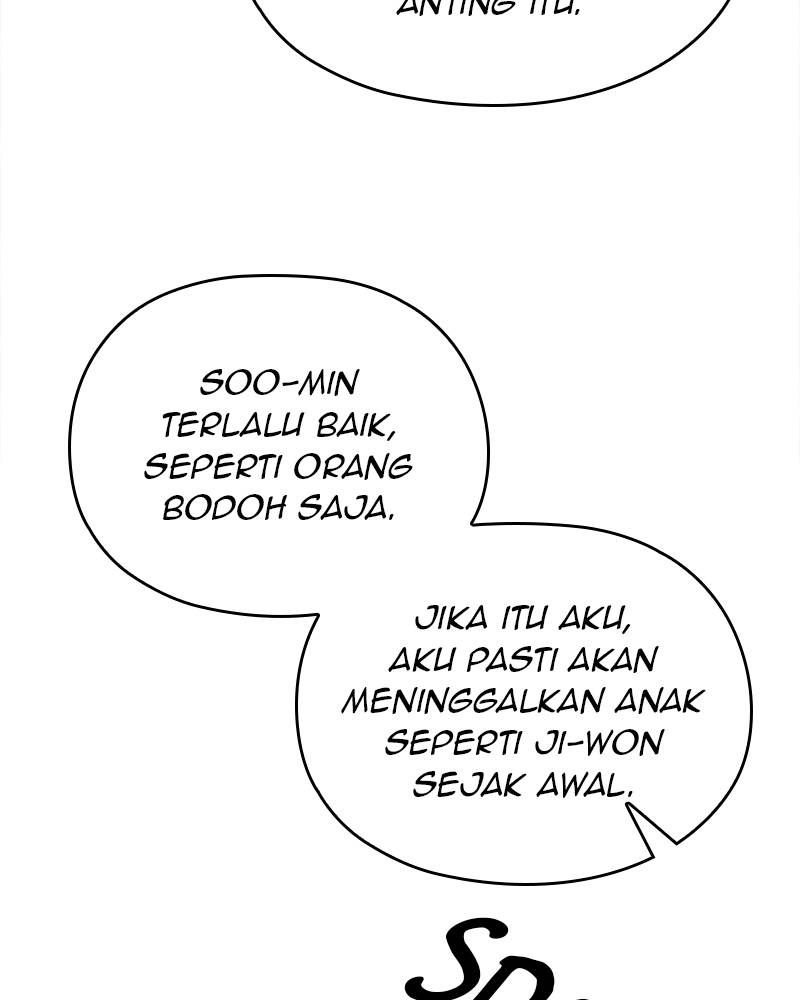 ANTING ITU.
SOO-MIN
TERLALU BAIK,
SEPERTI ORANG
BODOH SAJA.
JIKA ITU AKU,
AKU PASTI AKAN
MENINGGALKAN ANAK
SEPERTI JI-WON
SEJAK AWAL.